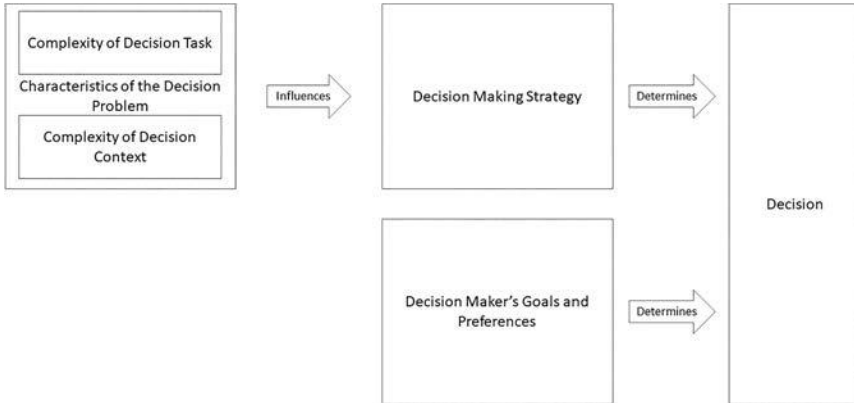 Complexity of Decision Task
Characteristics of the Decision
Problem
Complexity of Decision
Context
Influences
Decision Making Strategy
Determines
Decision
Decision Maker's Goals and
Preferences
Determines